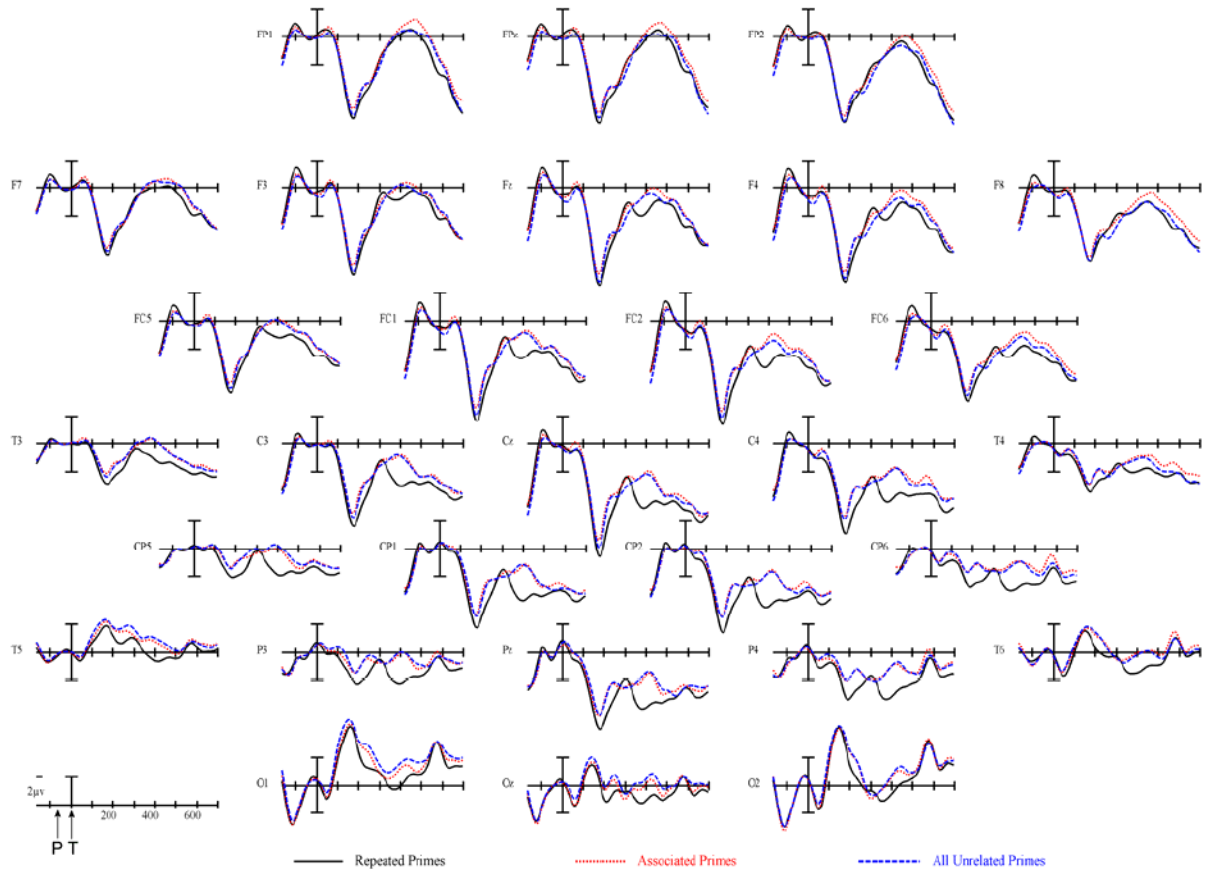 FP1 FPz FP2
F7 F3 Fz F4 F8
FC5 FC1 FC2 FC6
T3 C3 Cz C4 T4
CP5 CP1 CP2 CP6
T5 P3 Pz P4 T6
O1 Oz O2
2μv
200 400 600
P T
Repeated Primes Associated Primes All Unrelated Primes